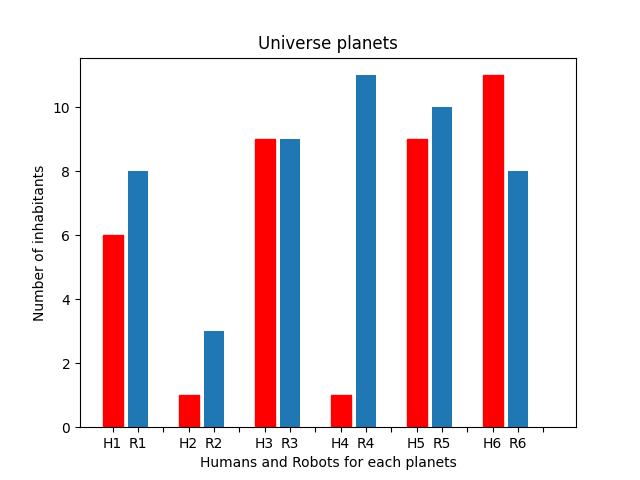 Universe planets
Number of inhabitants
10
8
6
4
2
0
H1 R1 H2 R2 H3 R3 H4 R4 H5 R5 H6 R6
Humans and Robots for each planets